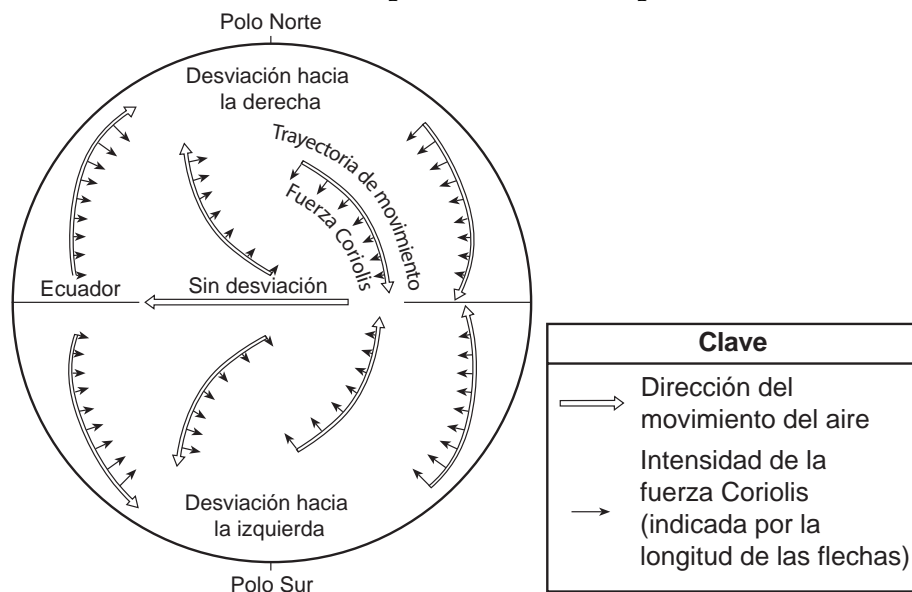 Polo Norte
Desviación hacia
la derecha
Trayectoria de movimiento
Fuerza Coriolis
Ecuador
Sin desviación
Desviación hacia
la izquierda
Polo Sur
Clave
Dirección del
movimiento del aire
Intensidad de la
fuerza Coriolis
(indicada por la
longitud de las flechas)